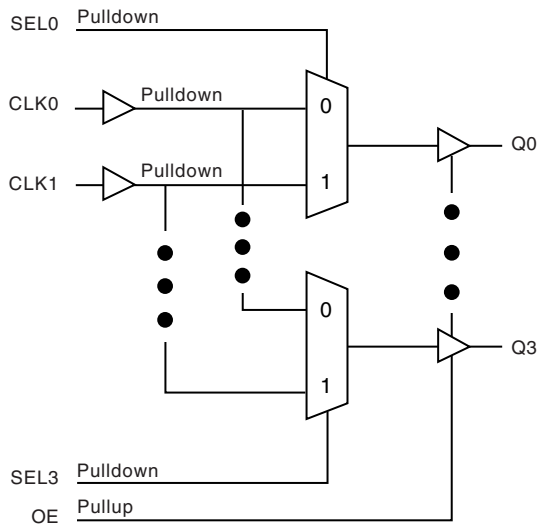 SEL0 Pulldown
CLK0 Pulldown
0
Q0
CLK1 Pulldown
1
0
Q3
1
SEL3 Pulldown
OE Pullup